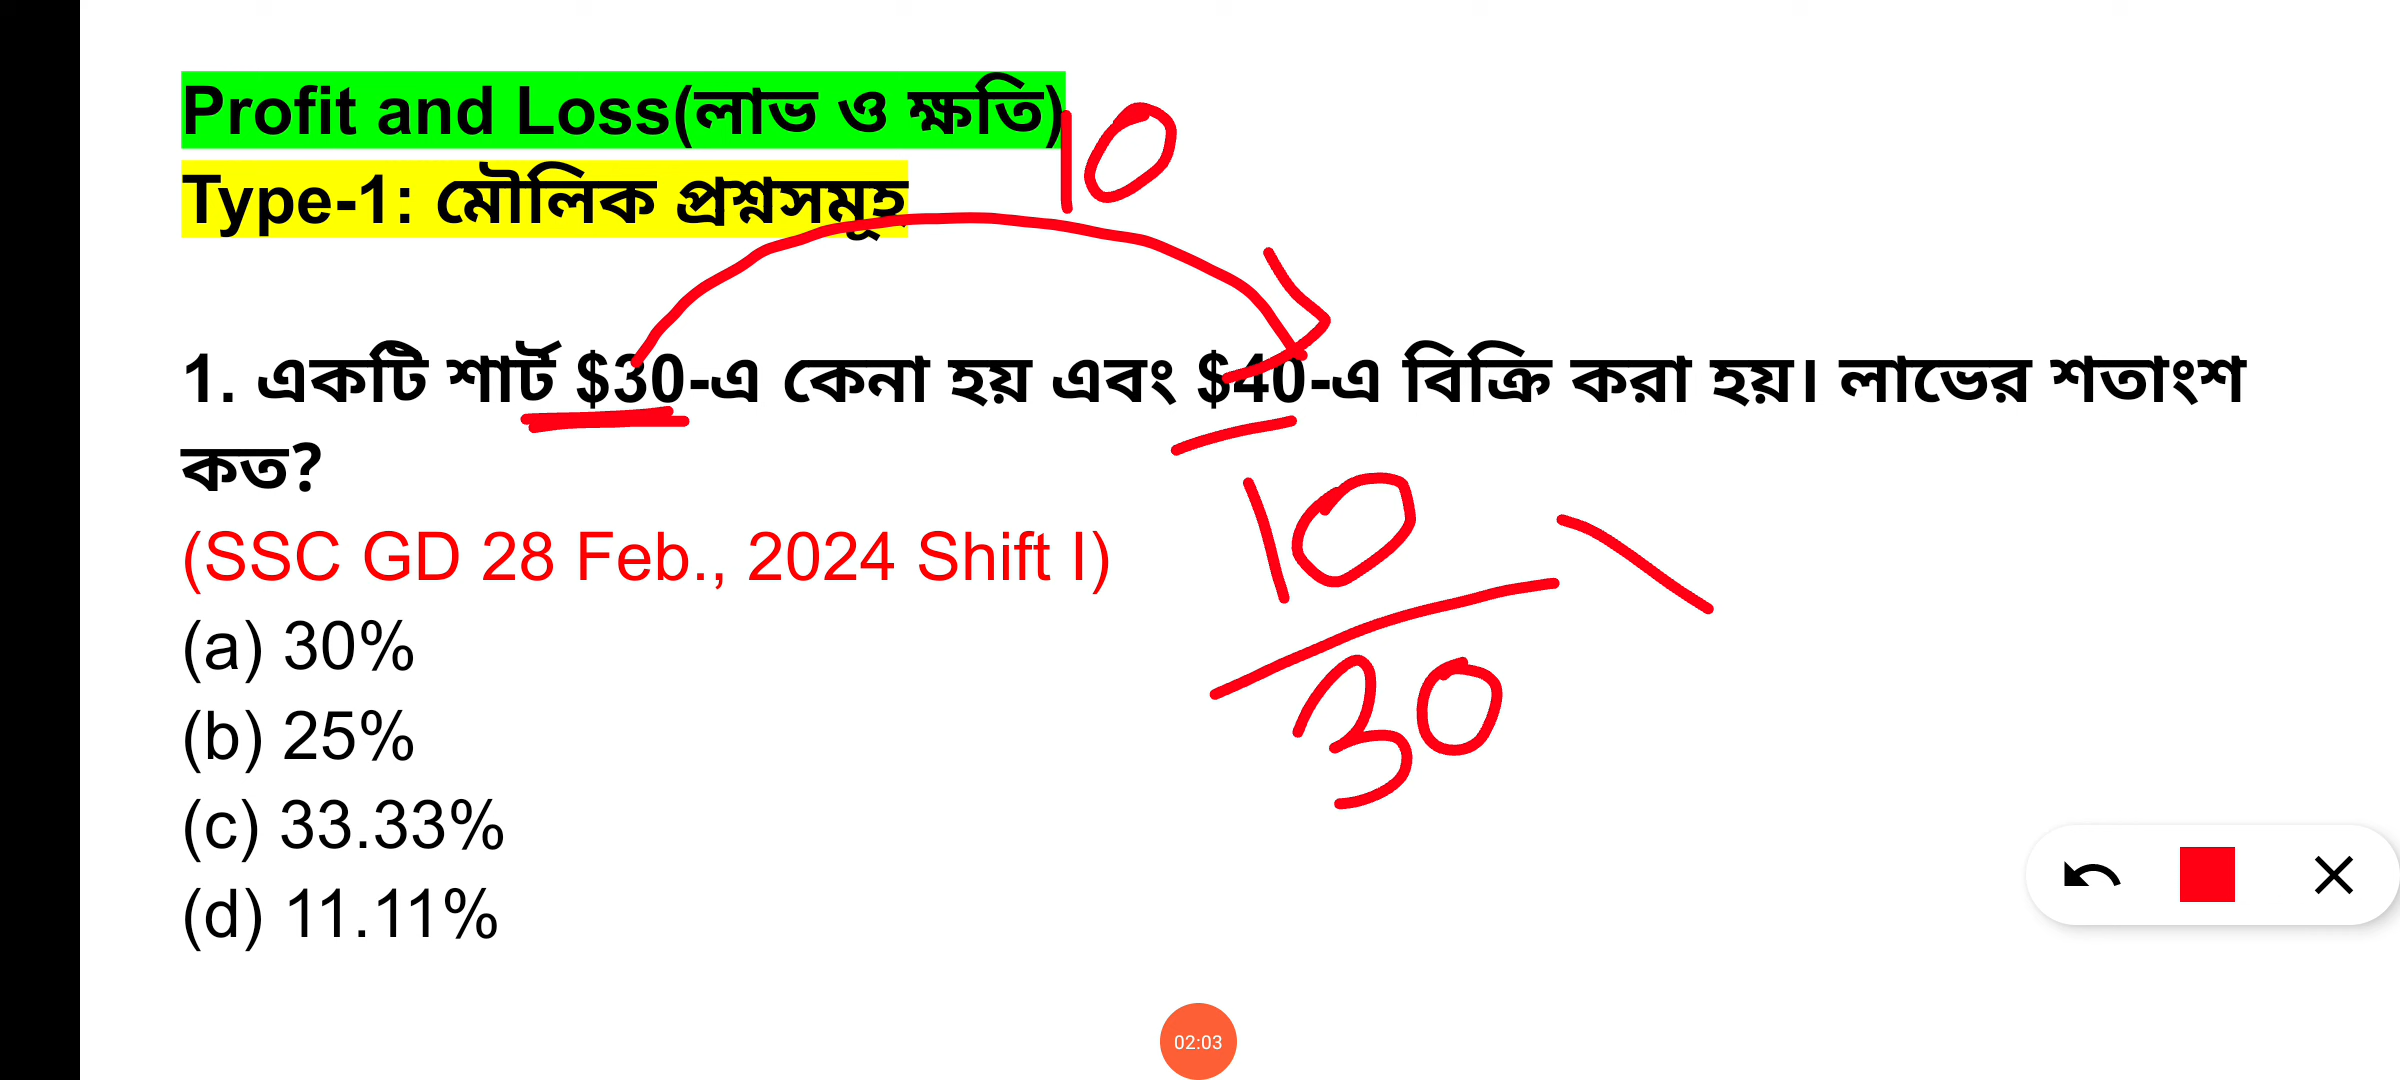 Profit and Loss(লাভ ও ক্ষতি)
10
Type-1: মৌলিক প্রশ্নসমূহ
1. একটি শার্ট $30-এ কেনা হয় এবং $40-এ বিক্রি করা হয়। লাভের শতাংশ
কত?
(SSC GD 28 Feb., 2024 Shift I)
(a) 30%
(b) 25%
(c) 33.33%
(d) 11.11%
10
30
02:03